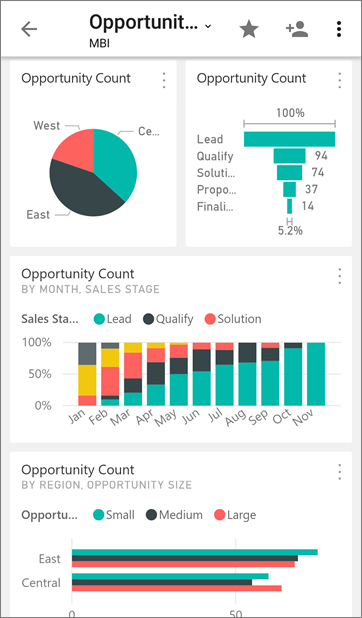 Opportunit...
MBI
Opportunity Count
West
Ce...
East
Opportunity Count
100%
Lead
Qualify 94
Soluti... 74
Propo... 37
Finali... 14
5.2%
Opportunity Count
BY MONTH, SALES STAGE
Sales Sta... Lead Qualify Solution
100%
50%
0%
Jan Feb Mar Apr May Jun Jul Aug Sep Oct Nov
Opportunity Count
BY REGION, OPPORTUNITY SIZE
Opportu... Small Medium Large
East
Central
0 50